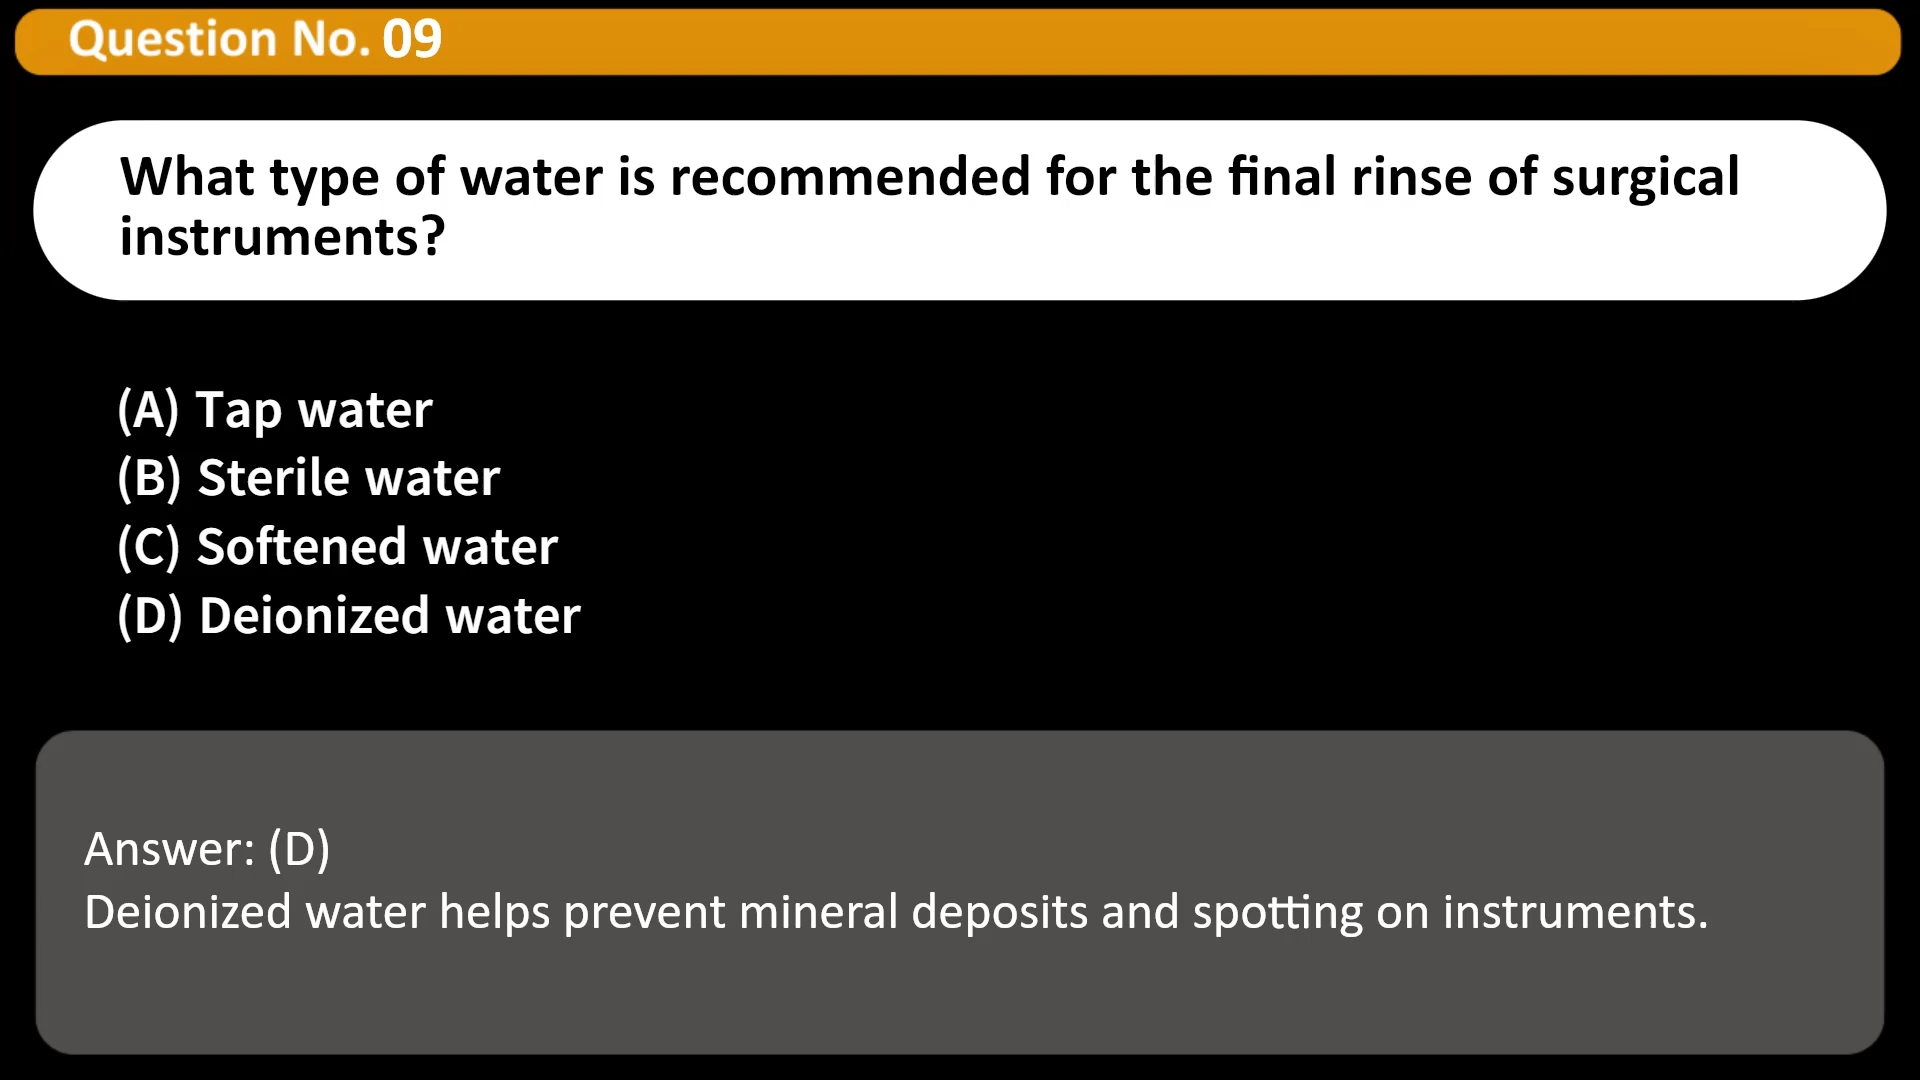 Question No. 09
What type of water is recommended for the final rinse of surgical
instruments?
(A) Tap water
(B) Sterile water
(C) Softened water
(D) Deionized water
Answer: (D)
Deionized water helps prevent mineral deposits and spotting on instruments.